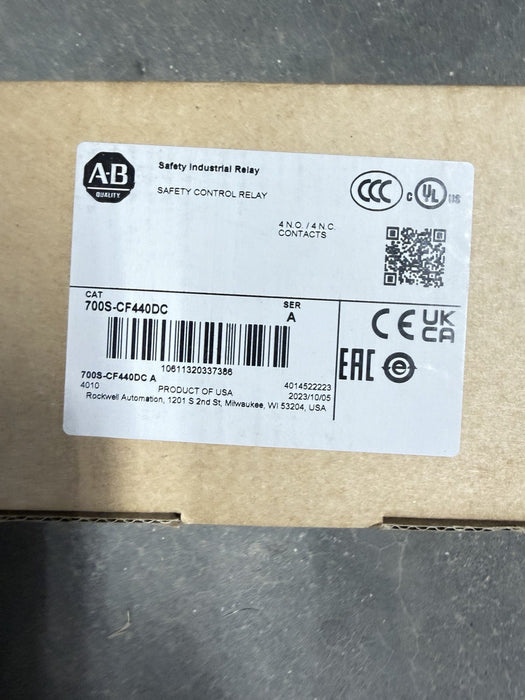 A-B
QUALITY
Safety Industrial Relay
SAFETY CONTROL RELAY
CCC
c UL US
4 N.O. / 4 N.C.
CONTACTS
CAT
700S-CF440DC
SER
A
CE UK
CA
EAC
10611320337386
700S-CF440DC A
4010
PRODUCT OF USA
4014522223
2023/10/05
Rockwell Automation, 1201 S 2nd St, Milwaukee, WI 53204, USA